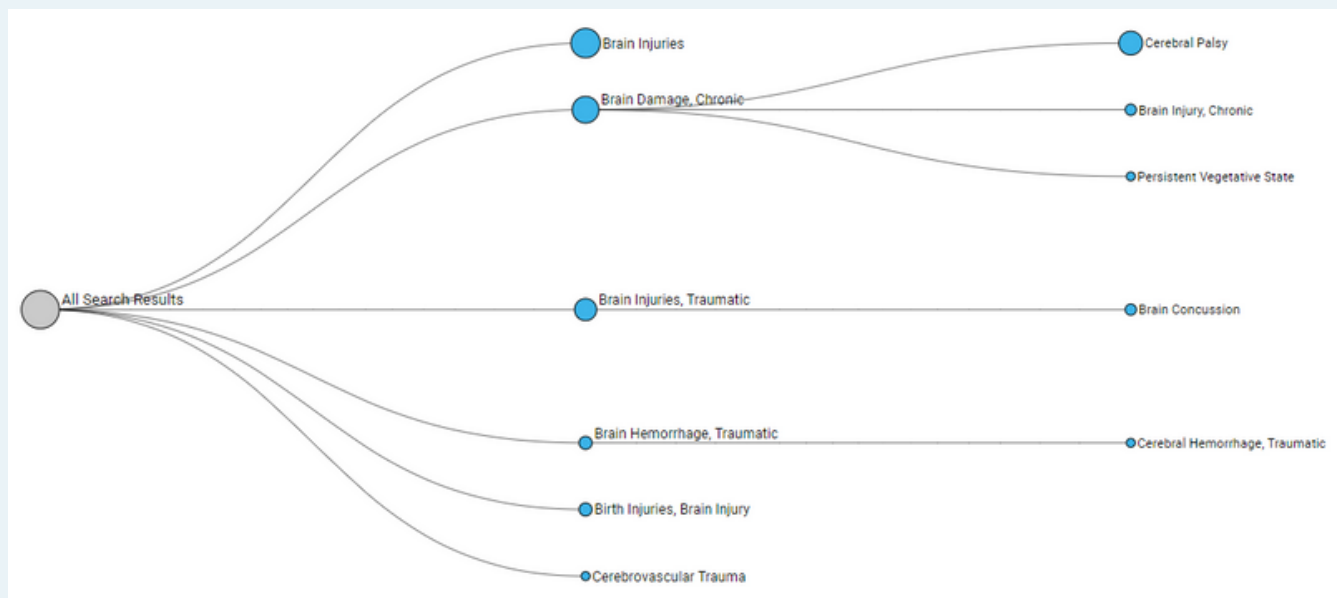 Brain Injuries
Cerebral Palsy
Brain Damage, Chronic
Brain Injury, Chronic
Persistent Vegetative State
All Search Results
Brain Injuries, Traumatic
Brain Concussion
Brain Hemorrhage, Traumatic
Cerebral Hemorrhage, Traumatic
Birth Injuries, Brain Injury
Cerebrovascular Trauma